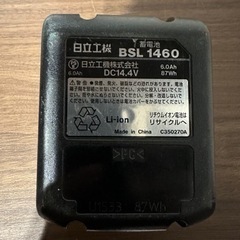 日立工機 蓄電池
BSL 1460
日立工機株式会社 6.0Ah
6.0Ah DC14.4V 87Wh
Li-ion
リチウムイオン電池は
リサイクルへ
Made in China C350270A